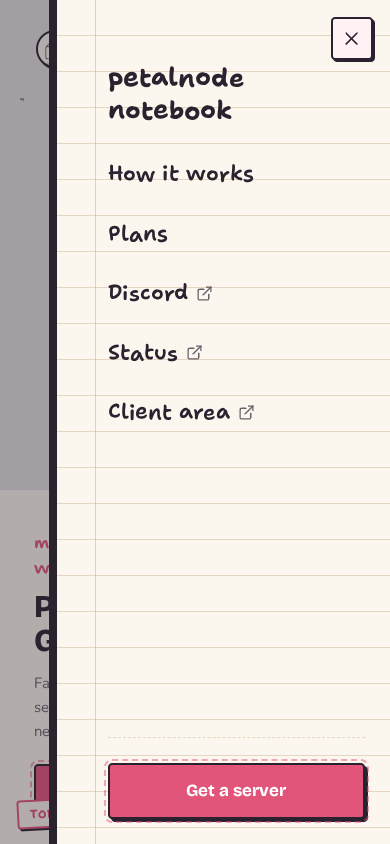 petalnode
notebook
How it works
Plans
Discord
Status
Client area
Get a server